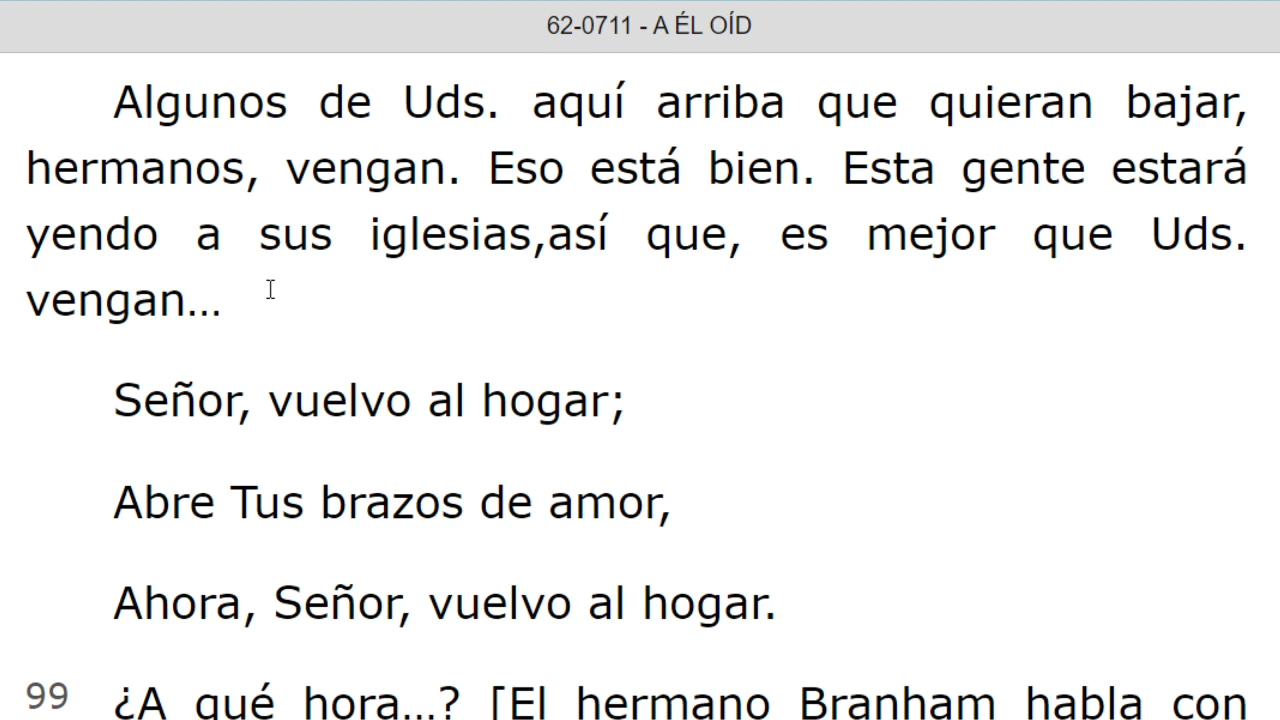 62-0711 - A ÉL OÍD
Algunos de Uds. aquí arriba que quieran bajar,
hermanos, vengan. Eso está bien. Esta gente estará
yendo a sus iglesias,así que, es mejor que Uds.
vengan…
Señor, vuelvo al hogar;
Abre Tus brazos de amor,
Ahora, Señor, vuelvo al hogar.
99 ¿A qué hora…? [El hermano Branham habla con